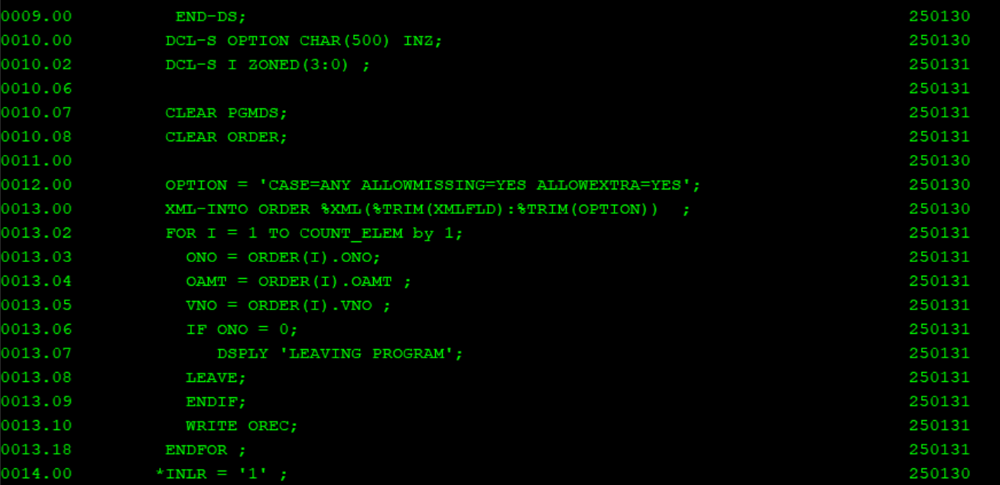 0009.00 END-DS; 250130
0010.00 DCL-S OPTION CHAR(500) INZ; 250130
0010.02 DCL-S I ZONED(3:0) ; 250131
0010.06 250131
0010.07 CLEAR PGMDS; 250131
0010.08 CLEAR ORDER; 250131
0011.00 250130
0012.00 OPTION = 'CASE=ANY ALLOWMISSING=YES ALLOWEXTRA=YES'; 250130
0013.00 XML-INTO ORDER %XML(%TRIM(XMLFLD):%TRIM(OPTION)) ; 250130
0013.02 FOR I = 1 TO COUNT_ELEM by 1; 250131
0013.03 ONO = ORDER(I).ONO; 250131
0013.04 OAMT = ORDER(I).OAMT ; 250131
0013.05 VNO = ORDER(I).VNO ; 250131
0013.06 IF ONO = 0; 250131
0013.07 DSPLY 'LEAVING PROGRAM'; 250131
0013.08 LEAVE; 250131
0013.09 ENDIF; 250131
0013.10 WRITE OREC; 250131
0013.18 ENDFOR ; 250131
0014.00 *INLR = '1' ; 250130